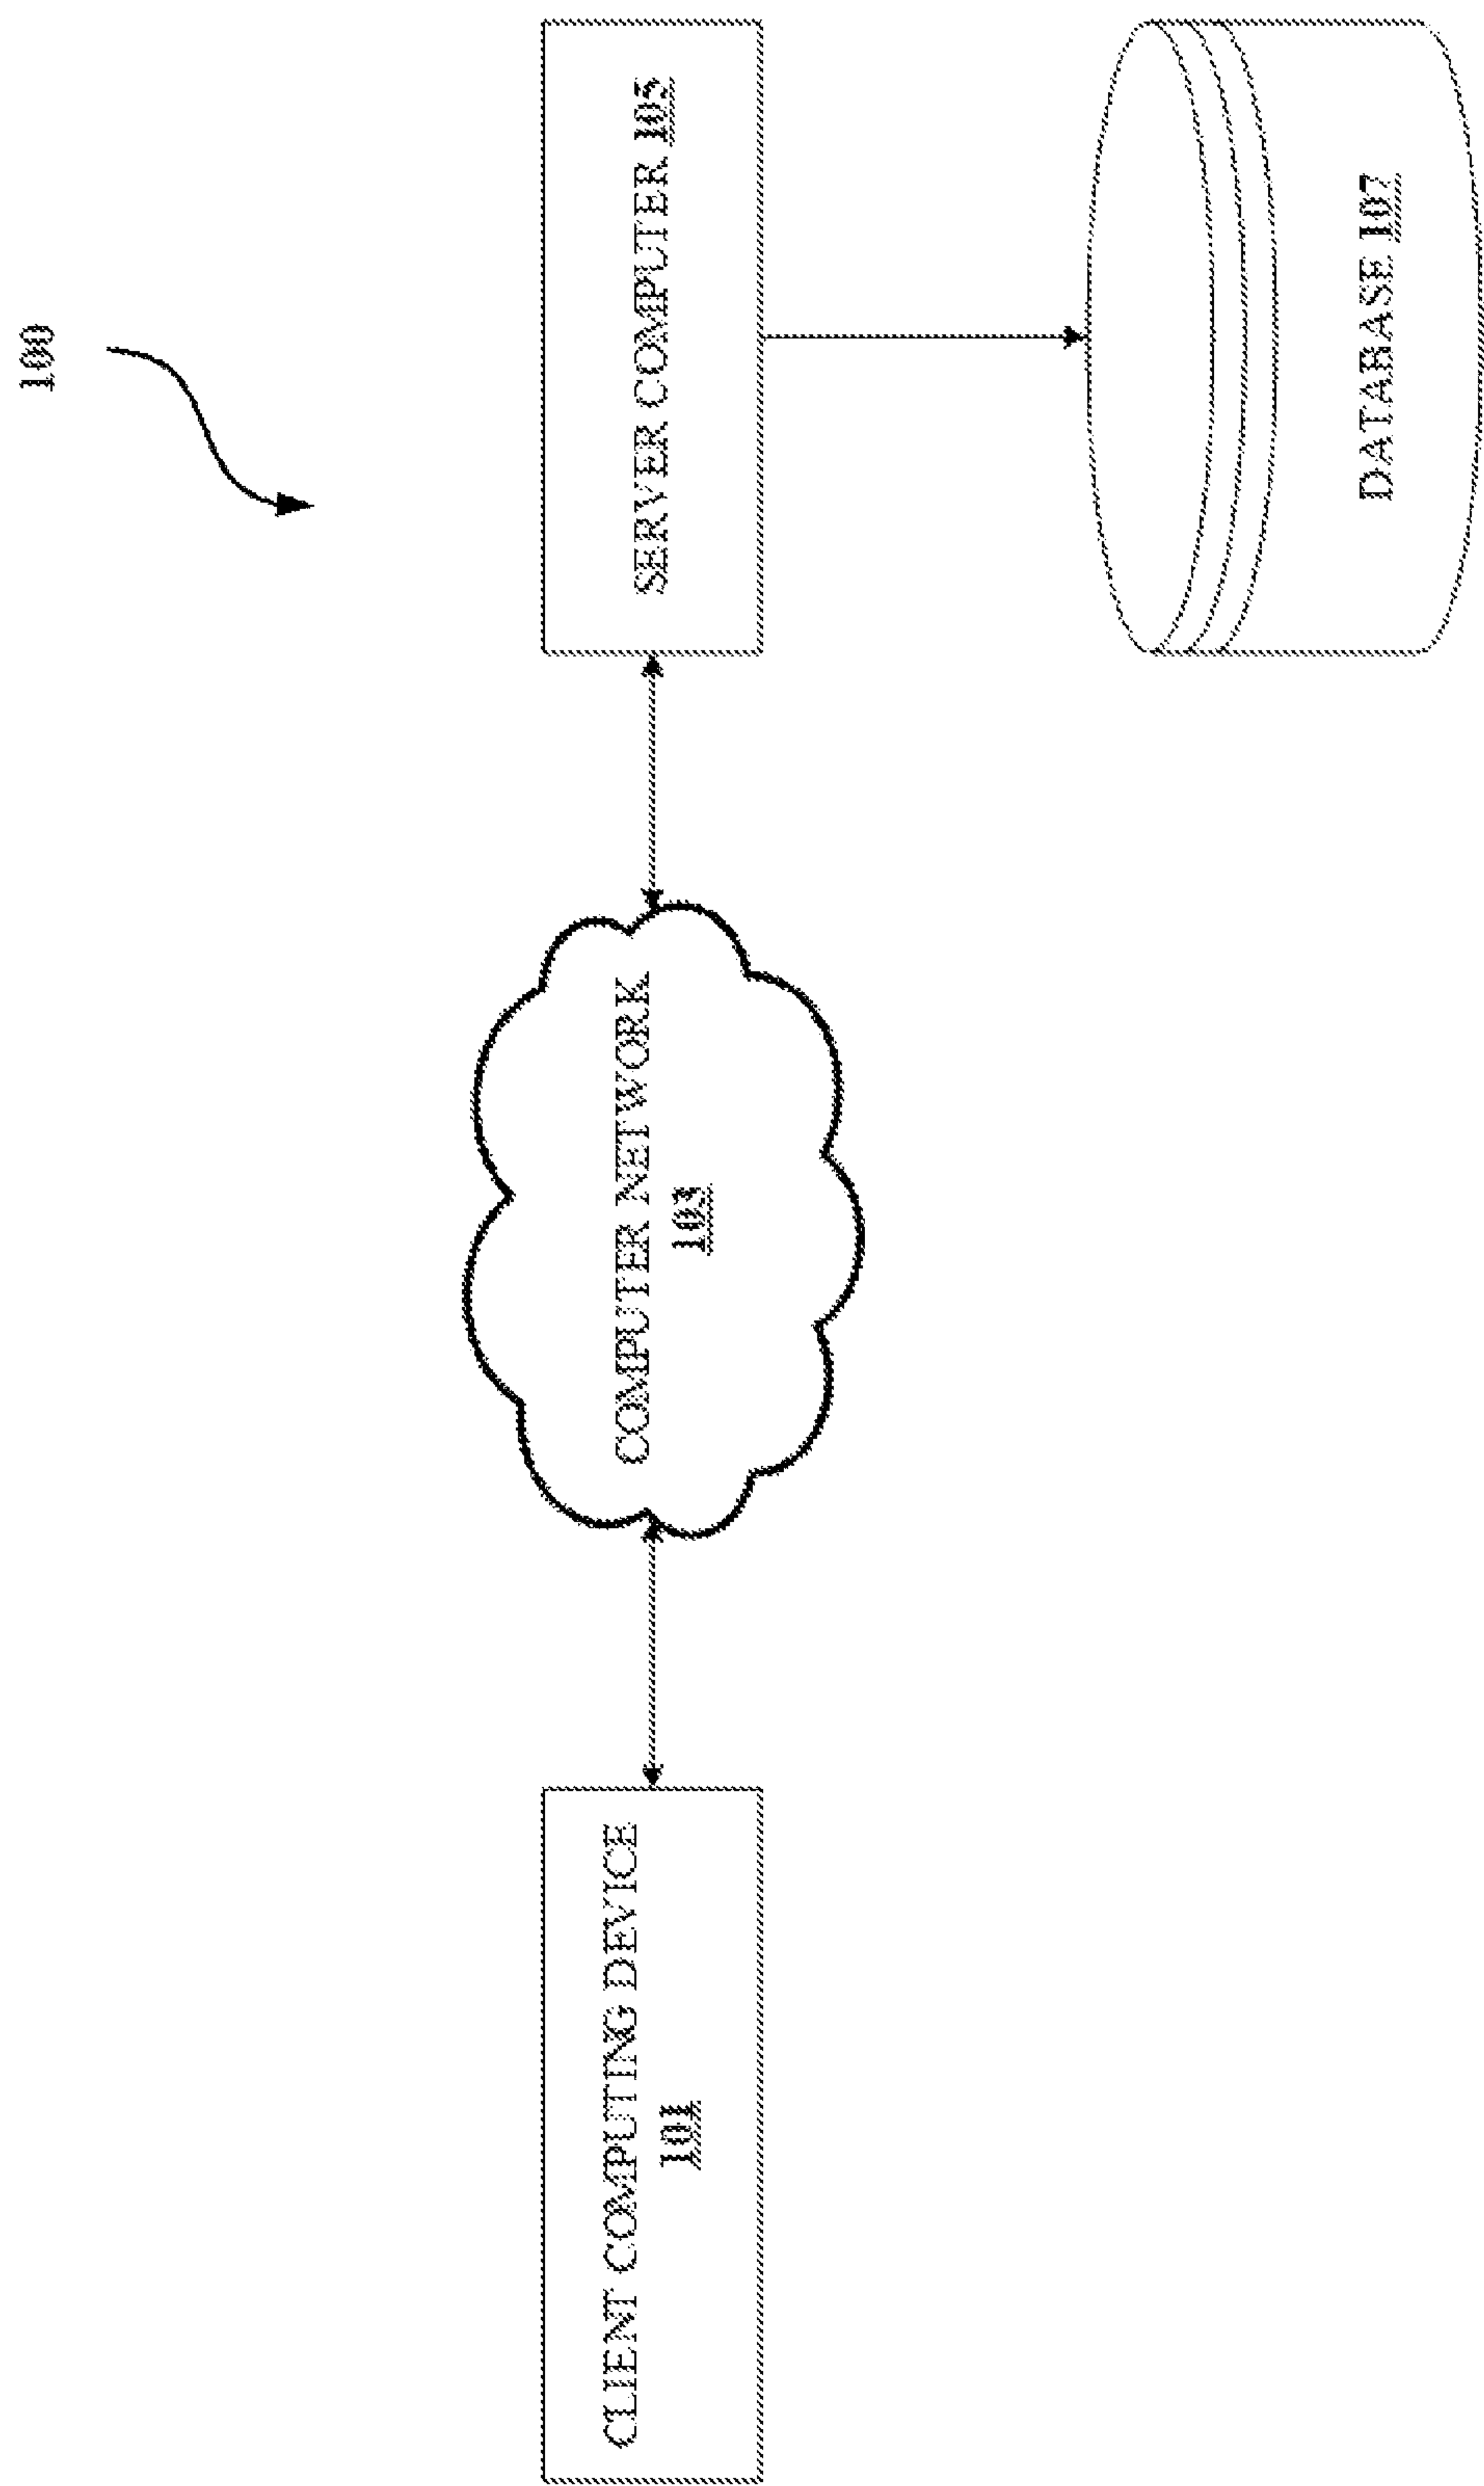 100
CLIENT COMPUTING DEVICE
101
COMPUTER NETWORK
103
SERVER COMPUTER 105
DATABASE 107